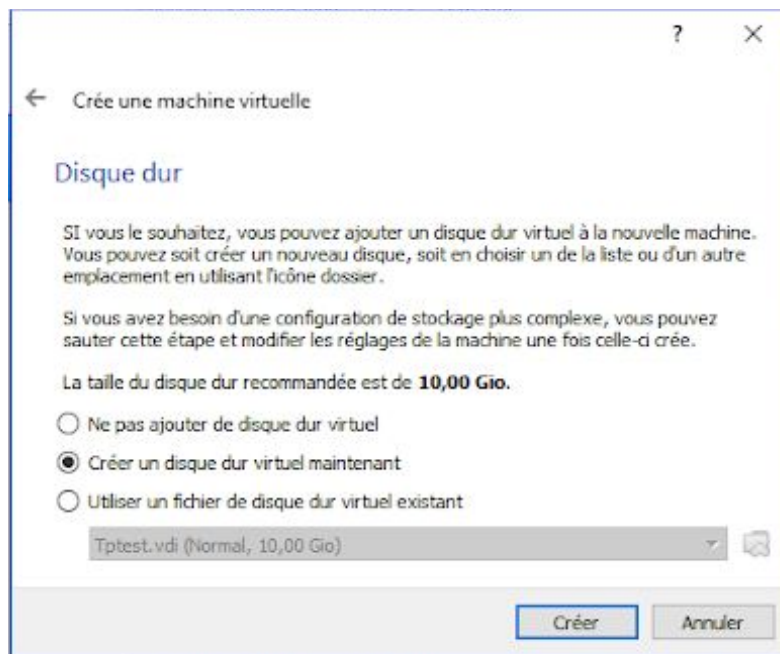 ?
Crée une machine virtuelle
Disque dur
SI vous le souhaitez, vous pouvez ajouter un disque dur virtuel à la nouvelle machine.
Vous pouvez soit créer un nouveau disque, soit en choisir un de la liste ou d'un autre
emplacement en utilisant l'icône dossier.
Si vous avez besoin d'une configuration de stockage plus complexe, vous pouvez
sauter cette étape et modifier les réglages de la machine une fois celle-ci crée.
La taille du disque dur recommandée est de 10,00 Gio.
Ne pas ajouter de disque dur virtuel
Créer un disque dur virtuel maintenant
Utiliser un fichier de disque dur virtuel existant
Tptest.vdi (Normal, 10,00 Gio)
Créer
Annuler